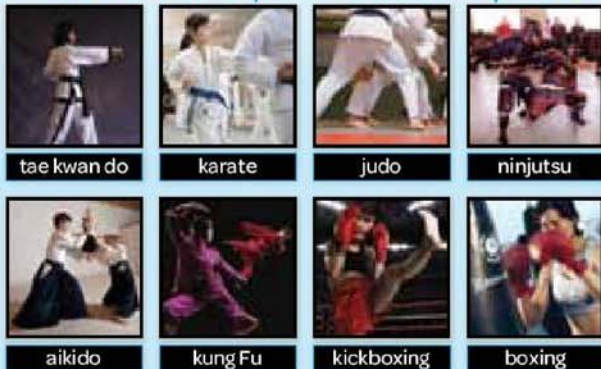 tae kwan do
karate
judo
ninjutsu
aikido
kung Fu
kickboxing
boxing